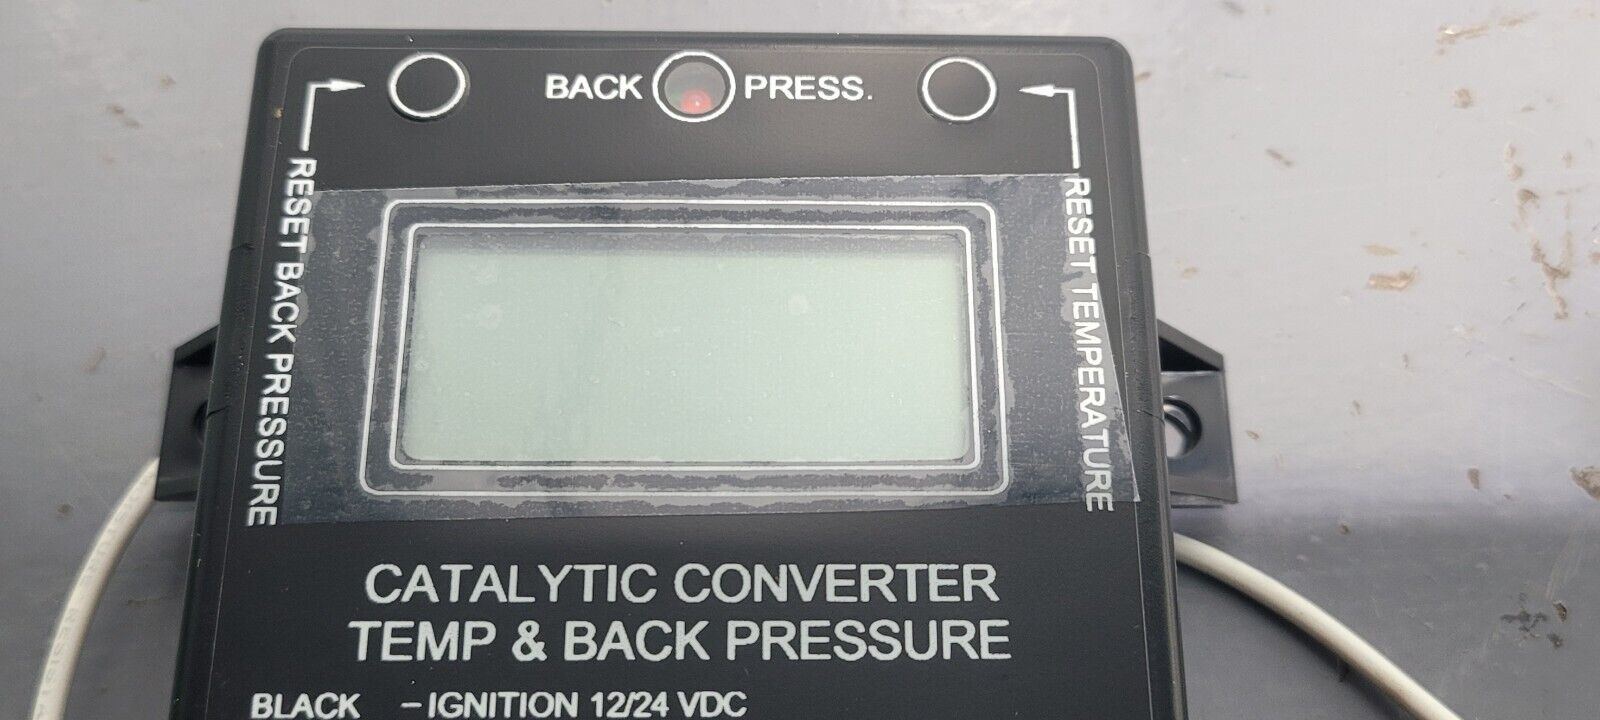 BACK PRESS.
RESET BACK PRESSURE
RESET TEMPERATURE
CATALYTIC CONVERTER
TEMP & BACK PRESSURE
BLACK – IGNITION 12/24 VDC